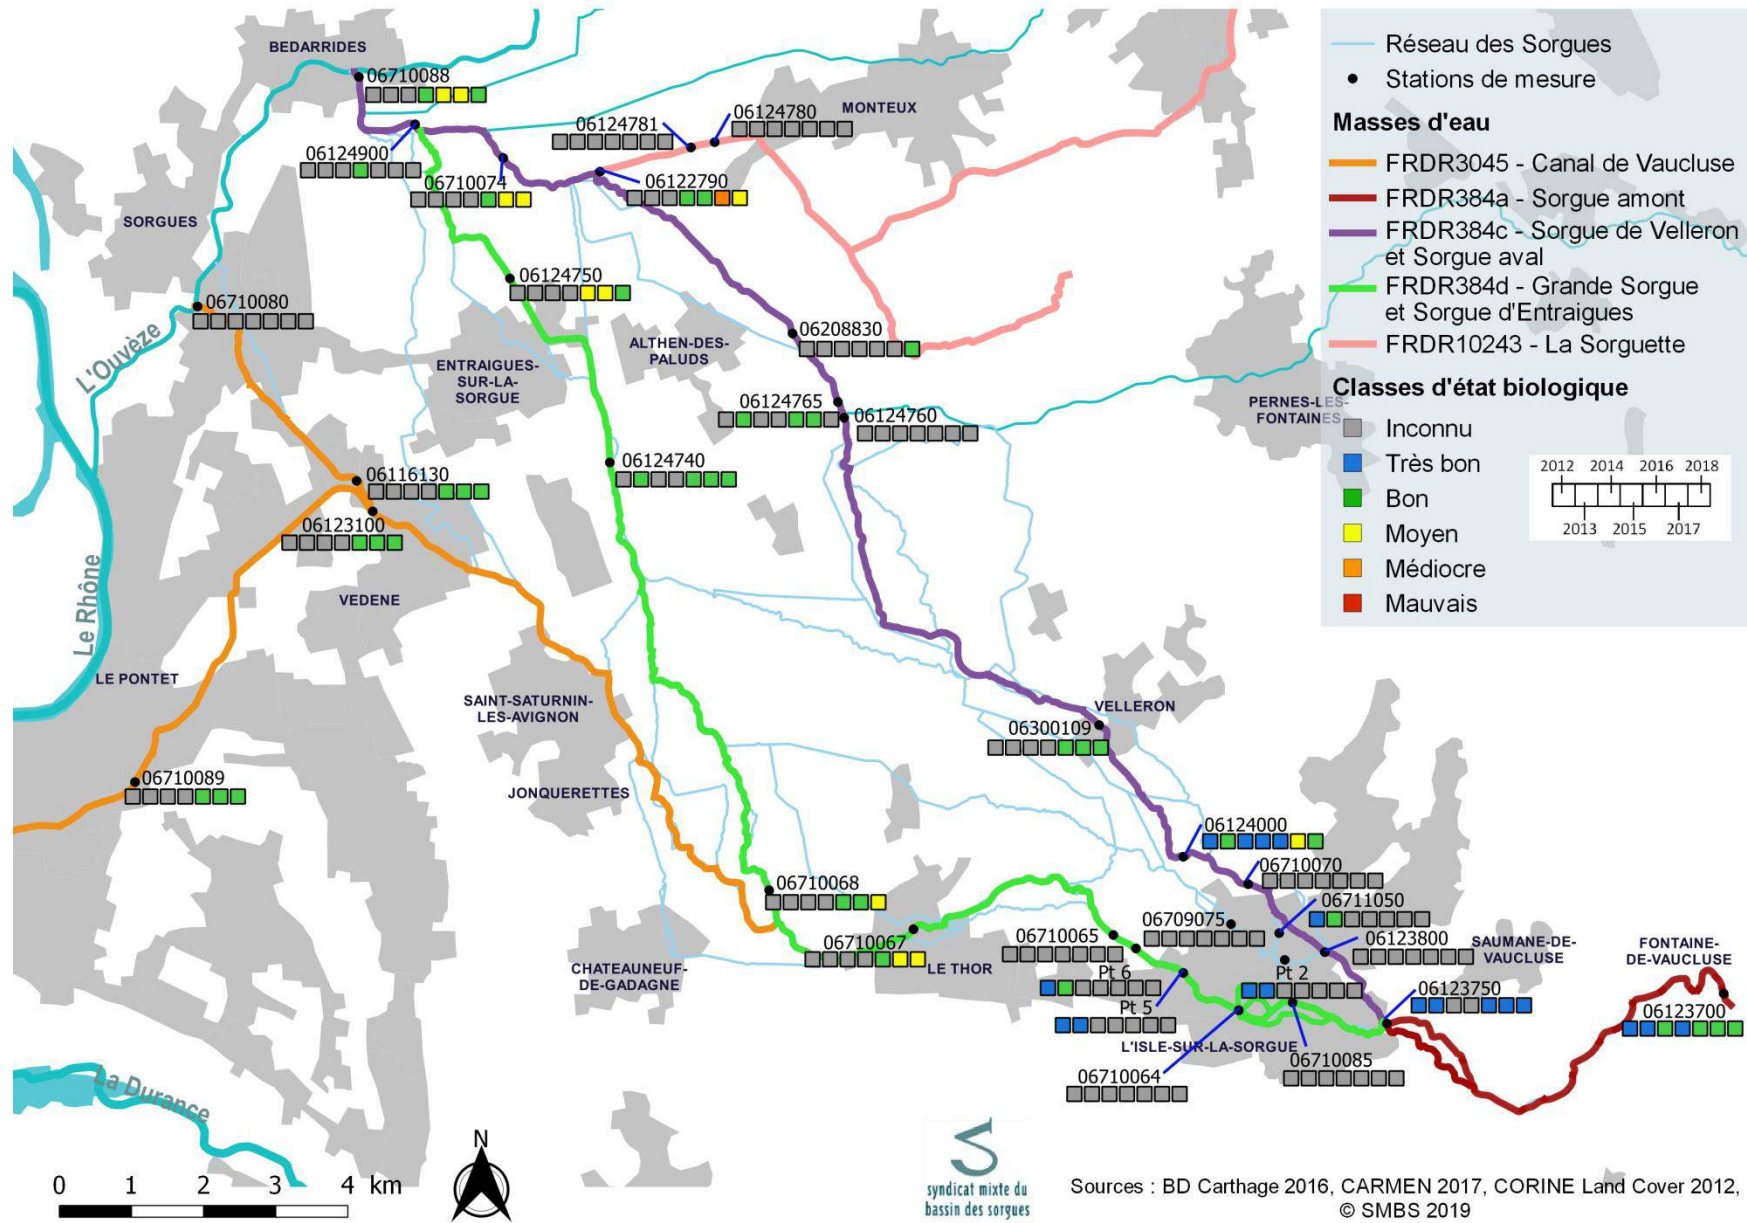 BEDARRIDES
06710088
06124781
06124780
MONTEUX
06124900
06710074
06122790
SORGUES
06710080
L'Ouvèze
06124750
ENTRAIGUES-
SUR-LA-
SORGUE
ALTHEN-DES-
PALUDS
06208830
06124765
06124760
PERNES-LES-
FONTAINES
06116130
06124740
06123100
VEDENE
Le Rhône
LE PONTET
SAINT-SATURNIN-
LES-AVIGNON
VELLERON
06300109
06710089
JONQUERETTES
06124000
06710070
06711050
06710068
06709075
06710065
06123800
06710067
LE THOR
CHATEAUNEUF-
DE-GADAGNE
SAUMANE-DE-
VAUCLUSE
FONTAINE-
DE-VAUCLUSE
Pt 6
Pt 2
Pt 5
06123750
06123700
L'ISLE-SUR-LA-SORGUE
06710085
06710064
La Durance
Réseau des Sorgues
Stations de mesure
Masses d'eau
FRDR3045 - Canal de Vaucluse
FRDR384a - Sorgue amont
FRDR384c - Sorgue de Velleron
et Sorgue aval
FRDR384d - Grande Sorgue
et Sorgue d'Entraigues
FRDR10243 - La Sorguette
Classes d'état biologique
Inconnu
Très bon
Bon
Moyen
Médiocre
Mauvais
2012 2014 2016 2018
2013 2015 2017
N
0 1 2 3 4 km
syndicat mixte du
bassin des sorgues
Sources : BD Carthage 2016, CARMEN 2017, CORINE Land Cover 2012,
© SMBS 2019